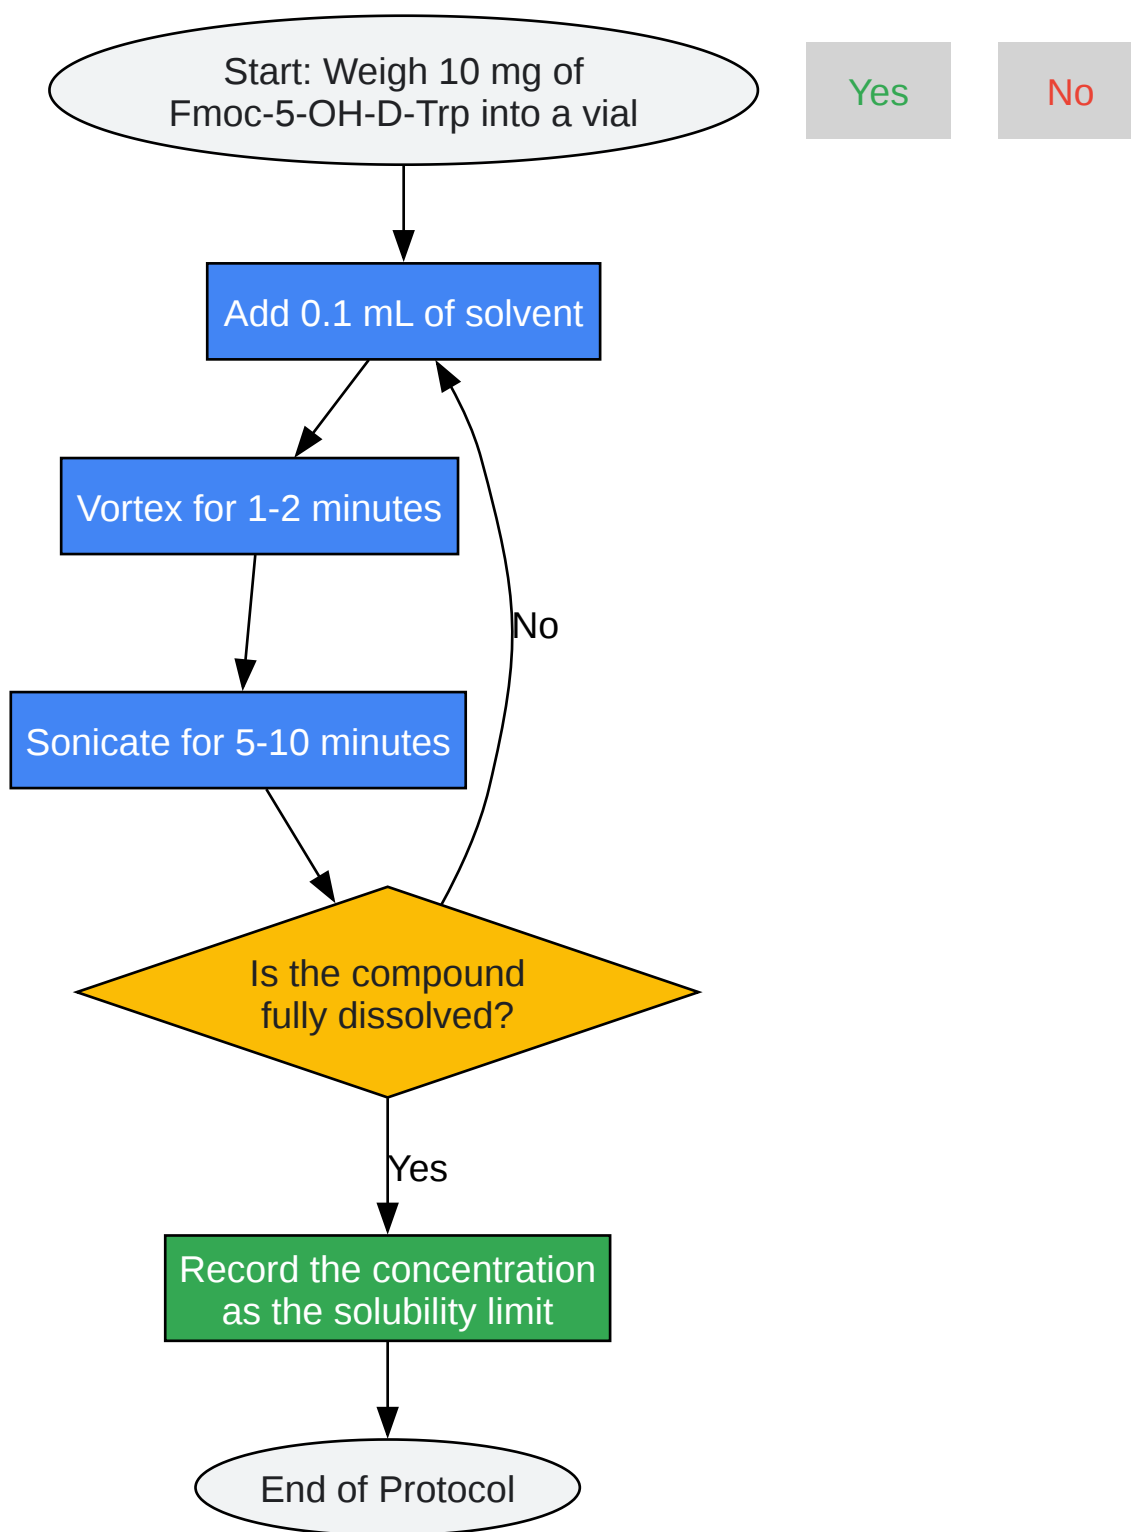 Start: Weigh 10 mg of
Fmoc-5-OH-D-Trp into a vial
Yes
No
Add 0.1 mL of solvent
Vortex for 1-2 minutes
No
Sonicate for 5-10 minutes
Is the compound
fully dissolved?
Yes
Record the concentration
as the solubility limit
End of Protocol